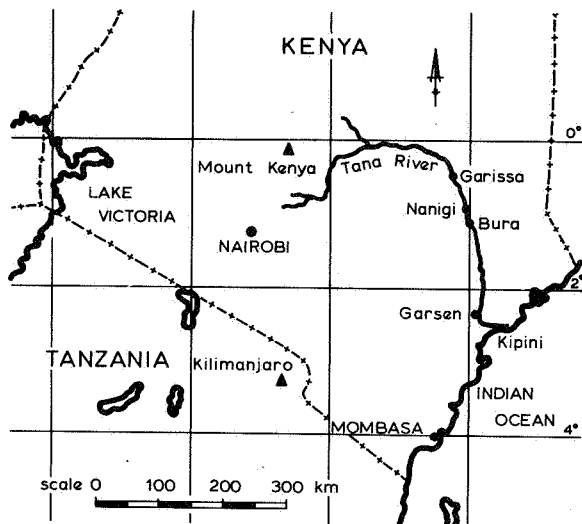 KENYA
0°
Mount Kenya
Tana River
Garissa
LAKE
VICTORIA
Nanigi
Bura
NAIROBI
2°
Garsen
Kipini
TANZANIA
Kilimanjaro
INDIAN
OCEAN
MOMBASA
4°
scale 0 100 200 300 km